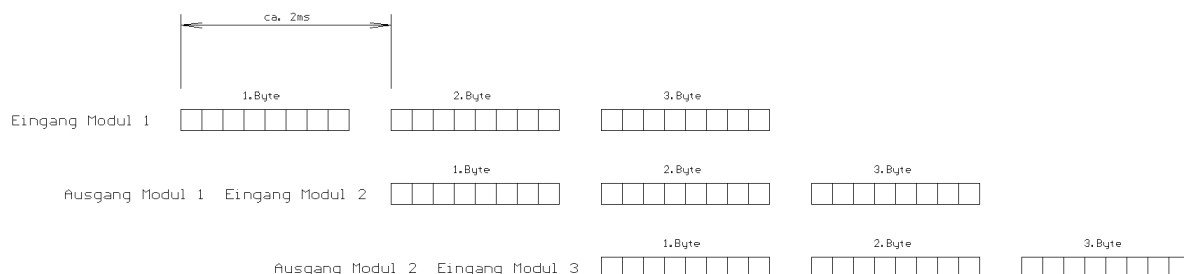 ca. 2ms
1.Byte 2.Byte 3.Byte
Eingang Modul 1
1.Byte 2.Byte 3.Byte
Ausgang Modul 1 Eingang Modul 2
1.Byte 2.Byte 3.Byte
Ausgang Modul 2 Eingang Modul 3